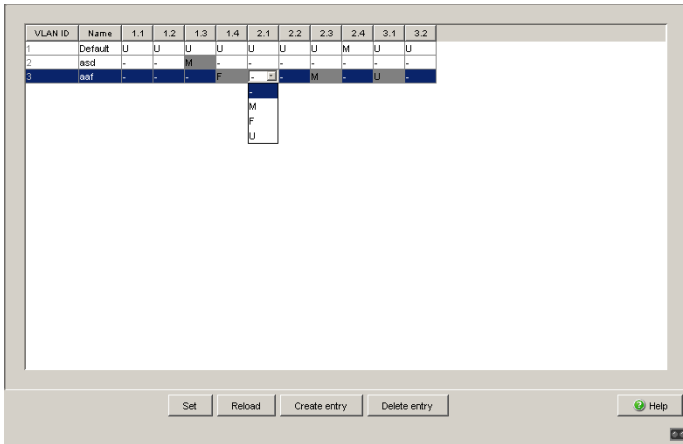 VLAN ID Name 1.1 1.2 1.3 1.4 2.1 2.2 2.3 2.4 3.1 3.2
1 Default U U U U U U U M U U
2 asd - - M - - - - - - -
3 aaf - - - F - - M - U -
-
M
F
U
Set Reload Create entry Delete entry Help